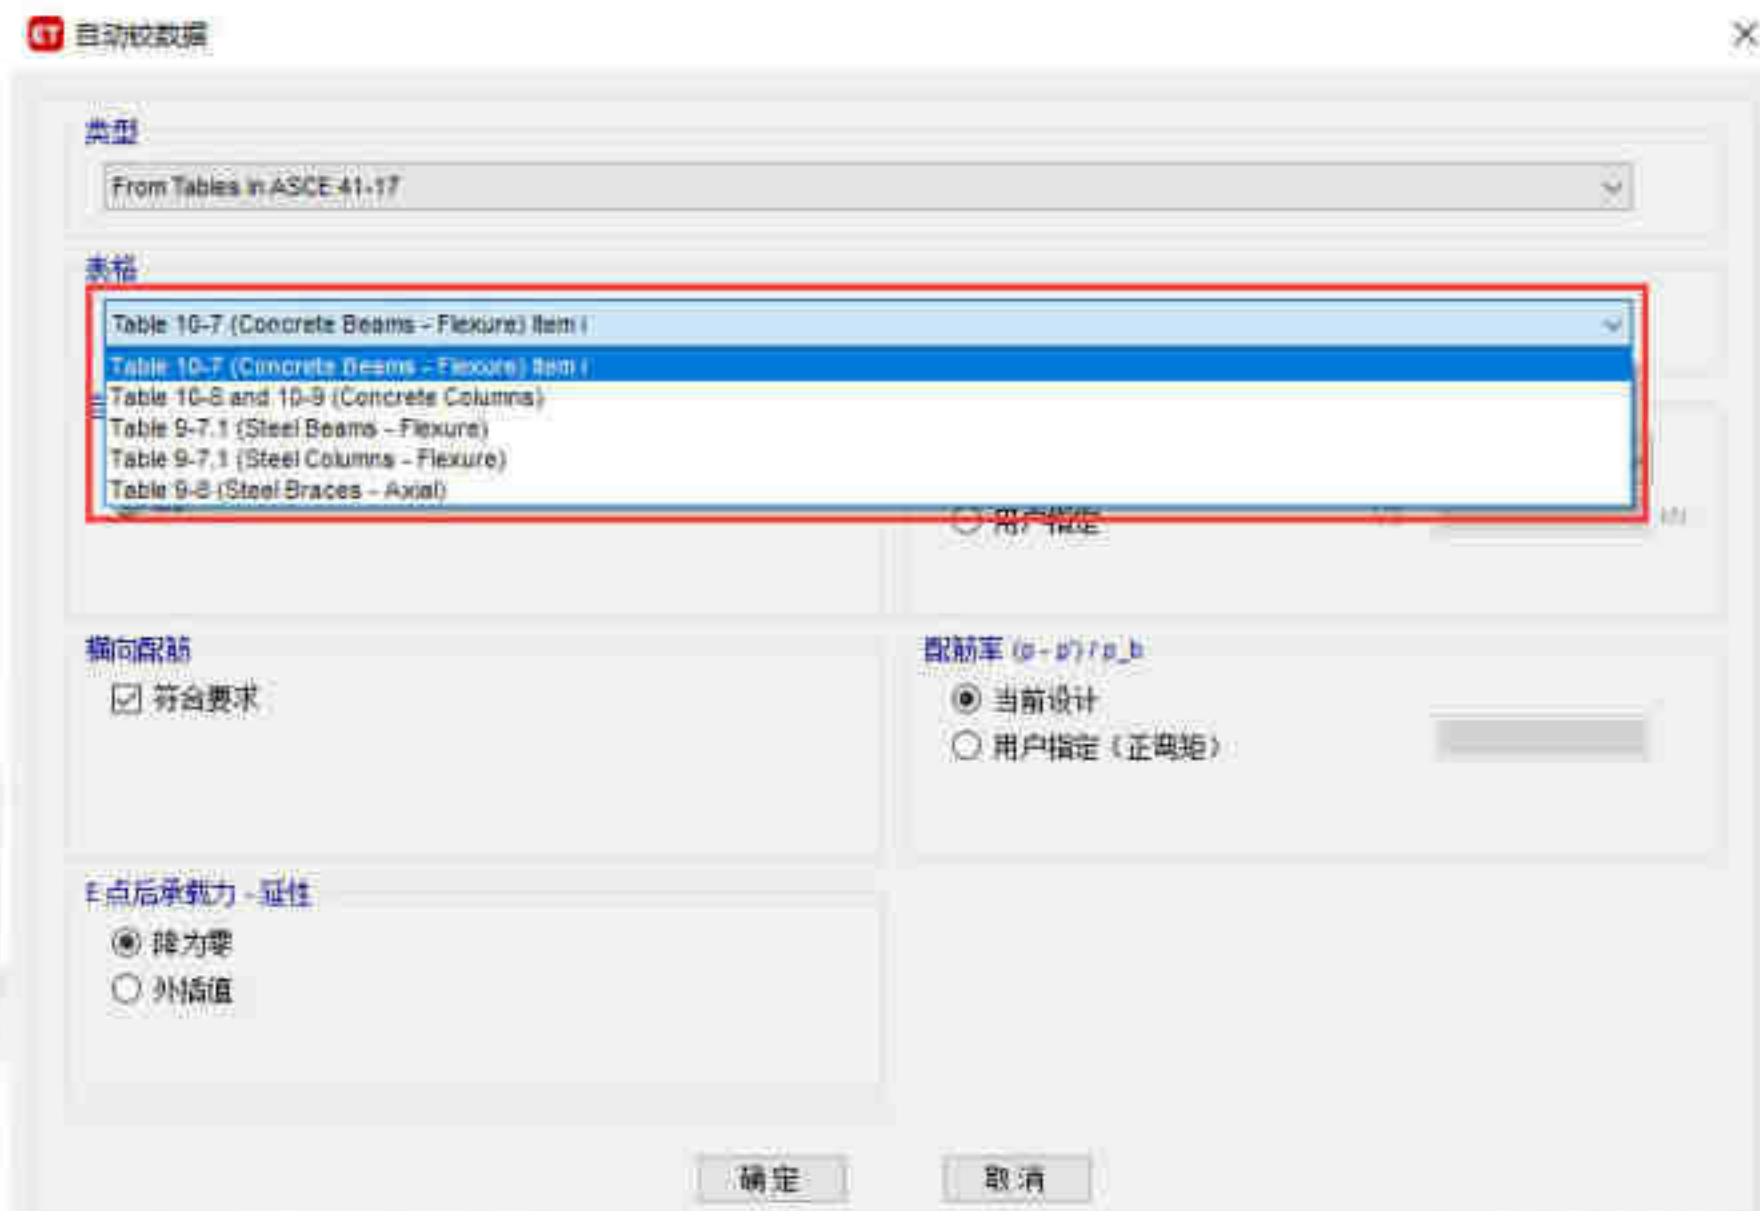 自动铰数据
类型
From Tables in ASCE 41-17
表格
Table 10-7 (Concrete Beams - Flexure) Item i
Table 10-7 (Concrete Beams - Flexure) Item i
Table 10-8 and 10-9 (Concrete Columns)
Table 9-7.1 (Steel Beams - Flexure)
Table 9-7.1 (Steel Columns - Flexure)
Table 9-8 (Steel Braces - Axial)
用户指定
横向配筋
符合要求
配筋率 (ρ - ρ') / ρ_b
当前设计
用户指定（正弯矩）
E 点后承载力 - 延性
降为零
外插值
确定 取消